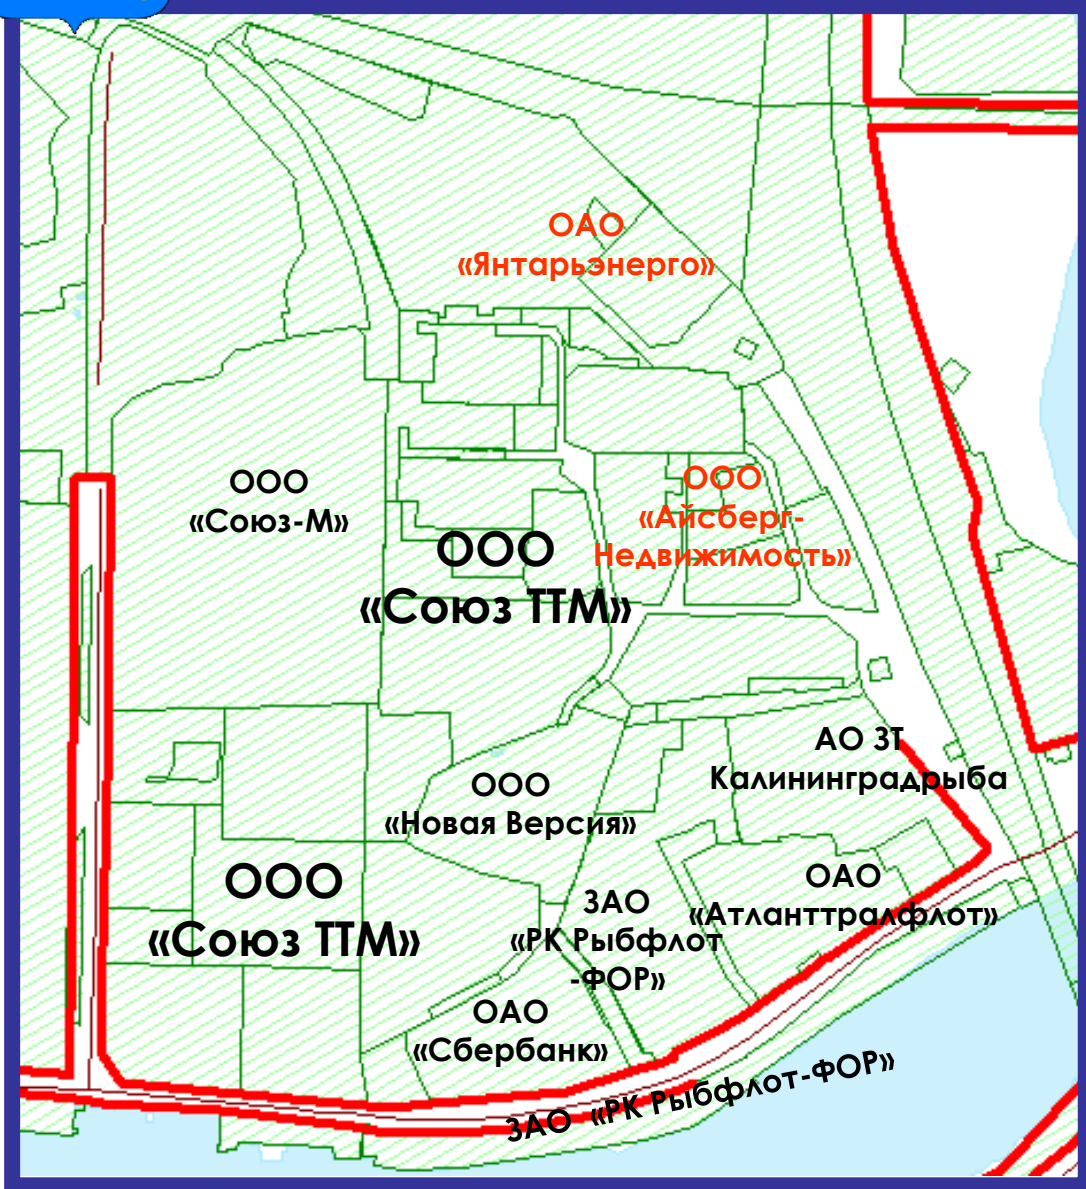 ОАО
«Янтарьэнерго»
ООО
«Союз-М»
ООО
«Айсберг-
Недвижимость»
ООО
«Союз ТТМ»
АО ЗТ
Калининградрыба
ООО
«Новая Версия»
ООО
«Союз ТТМ»
ОАО
«Атланттралфлот»
ЗАО
«РК Рыбфлот
-ФОР»
ОАО
«Сбербанк»
ЗАО «РК Рыбфлот-ФОР»